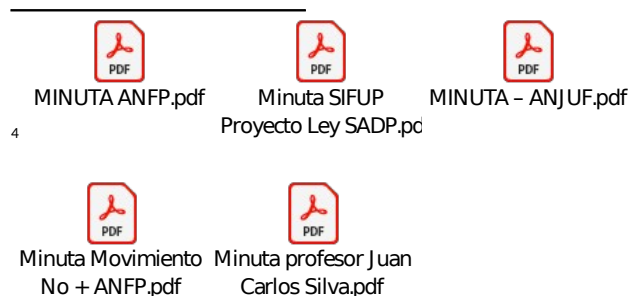 PDF PDF PDF
MINUTA ANFP.pdf Minuta SIFUP MINUTA – ANJUF.pdf
4 Proyecto Ley SADP.pd
PDF PDF
Minuta Movimiento Minuta profesor Juan
No + ANFP.pdf Carlos Silva.pdf